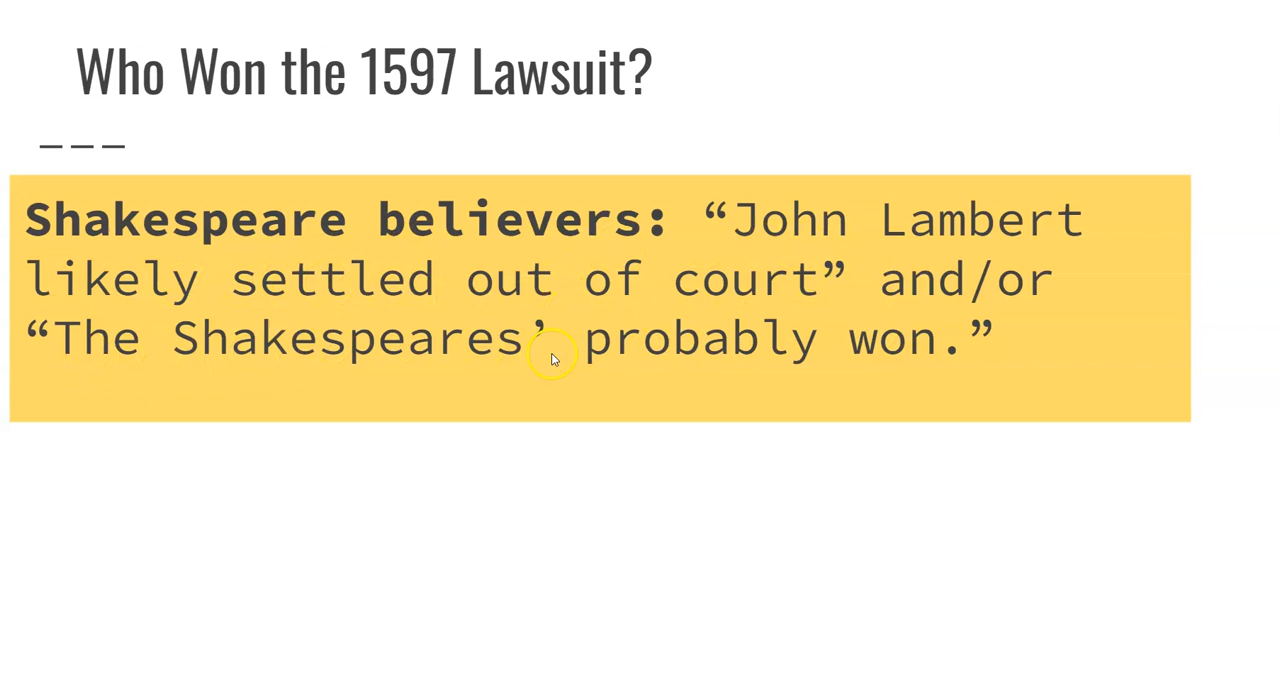 Who Won the 1597 Lawsuit?
Shakespeare believers: “John Lambert
likely settled out of court” and/or
“The Shakespeares’ probably won.”